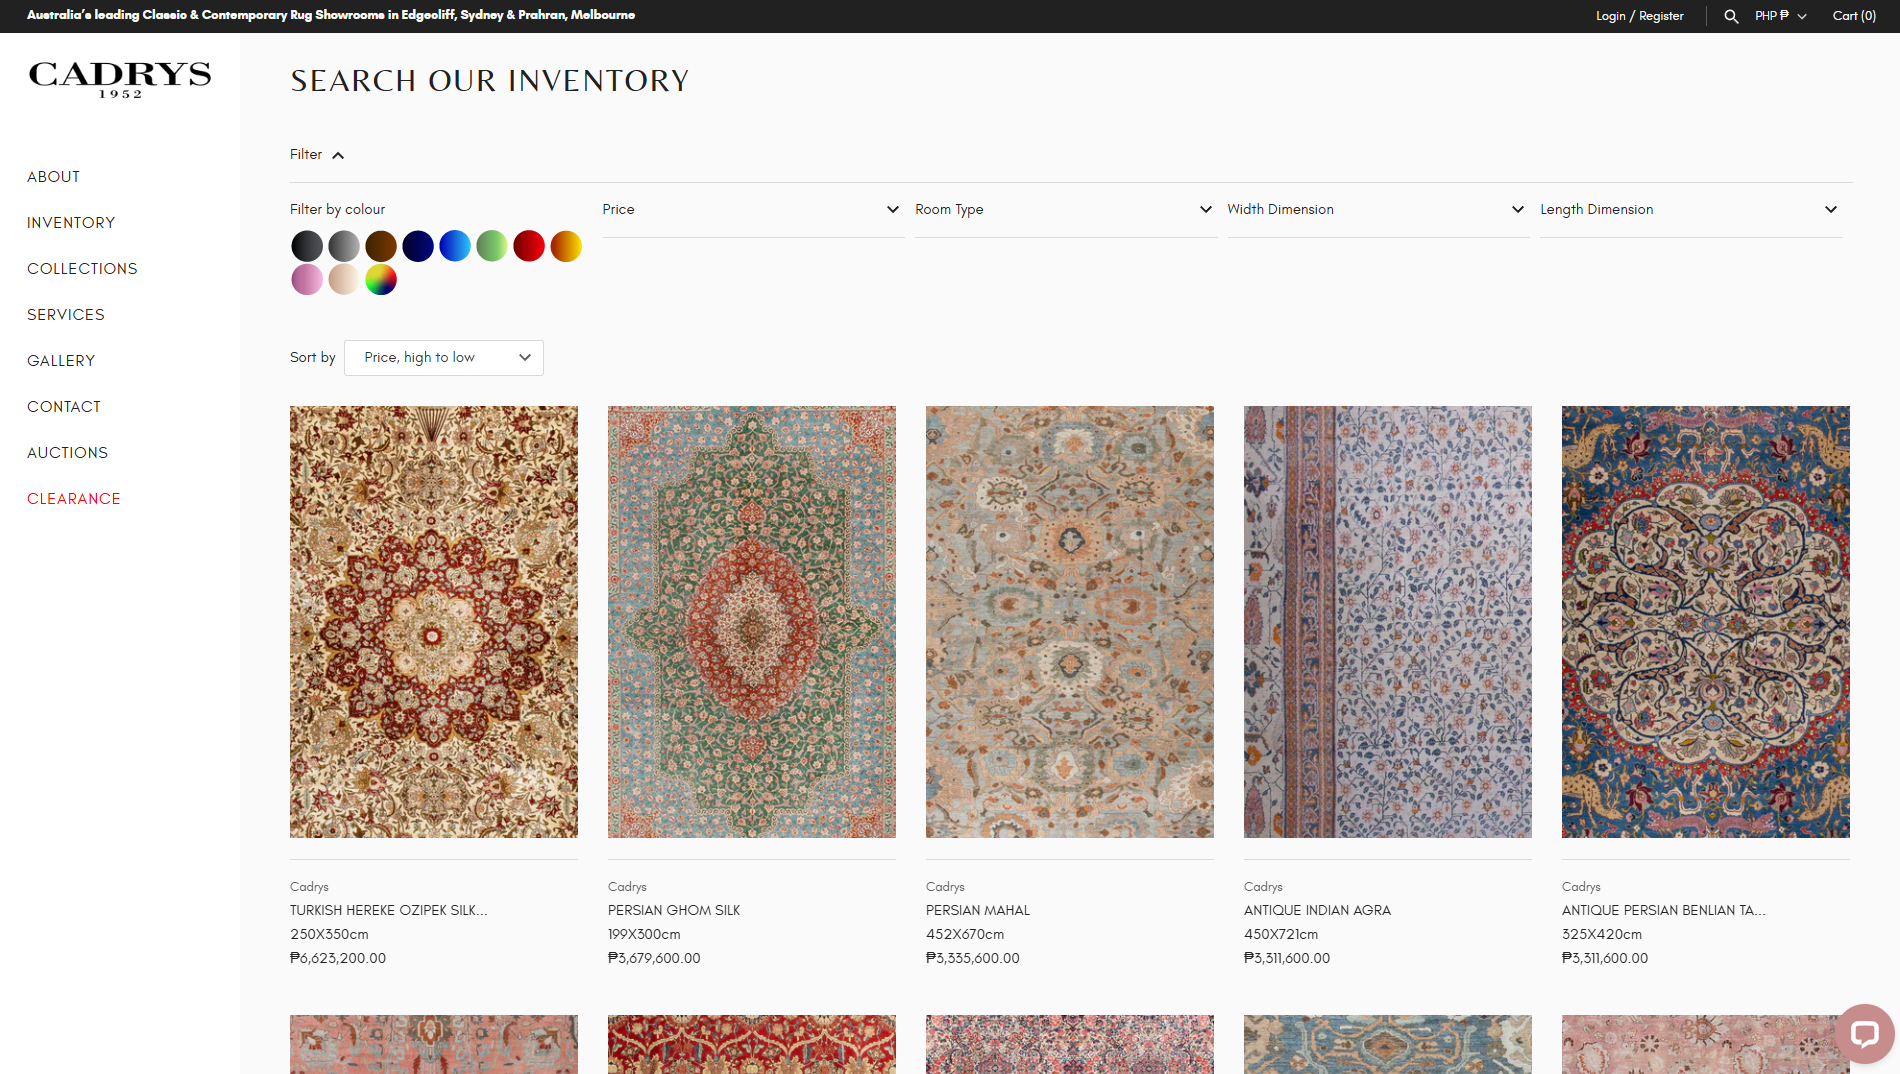 Australia's leading Classic & Contemporary Rug Showrooms in Edgecliff, Sydney & Prahran, Melbourne
Login / Register
PHP ₱
Cart (0)
CADRYS
1952
ABOUT
INVENTORY
COLLECTIONS
SERVICES
GALLERY
CONTACT
AUCTIONS
CLEARANCE
SEARCH OUR INVENTORY
Filter
Filter by colour
Price
Room Type
Width Dimension
Length Dimension
Sort by
Price, high to low
Cadrys
TURKISH HEREKE OZIPEK SILK...
250X350cm
₱6,623,200.00
Cadrys
PERSIAN GHOM SILK
199X300cm
₱3,679,600.00
Cadrys
PERSIAN MAHAL
452X670cm
₱3,335,600.00
Cadrys
ANTIQUE INDIAN AGRA
450X721cm
₱3,311,600.00
Cadrys
ANTIQUE PERSIAN BENLIAN TA...
325X420cm
₱3,311,600.00